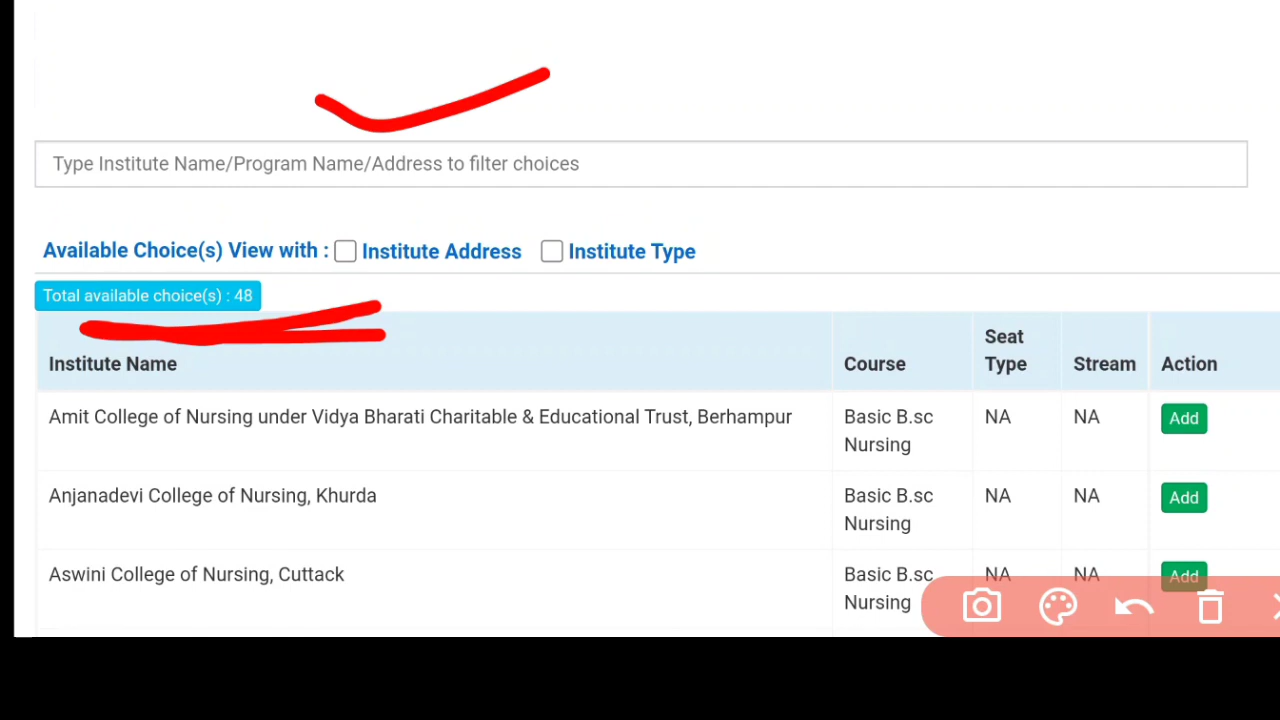 Type Institute Name/Program Name/Address to filter choices
Available Choice(s) View with : Institute Address Institute Type
Total available choice(s) : 48
Institute Name Course Seat Type Stream Action
Amit College of Nursing under Vidya Bharati Charitable & Educational Trust, Berhampur Basic B.sc Nursing NA NA Add
Anjanadevi College of Nursing, Khurda Basic B.sc Nursing NA NA Add
Aswini College of Nursing, Cuttack Basic B.sc Nursing NA NA Add